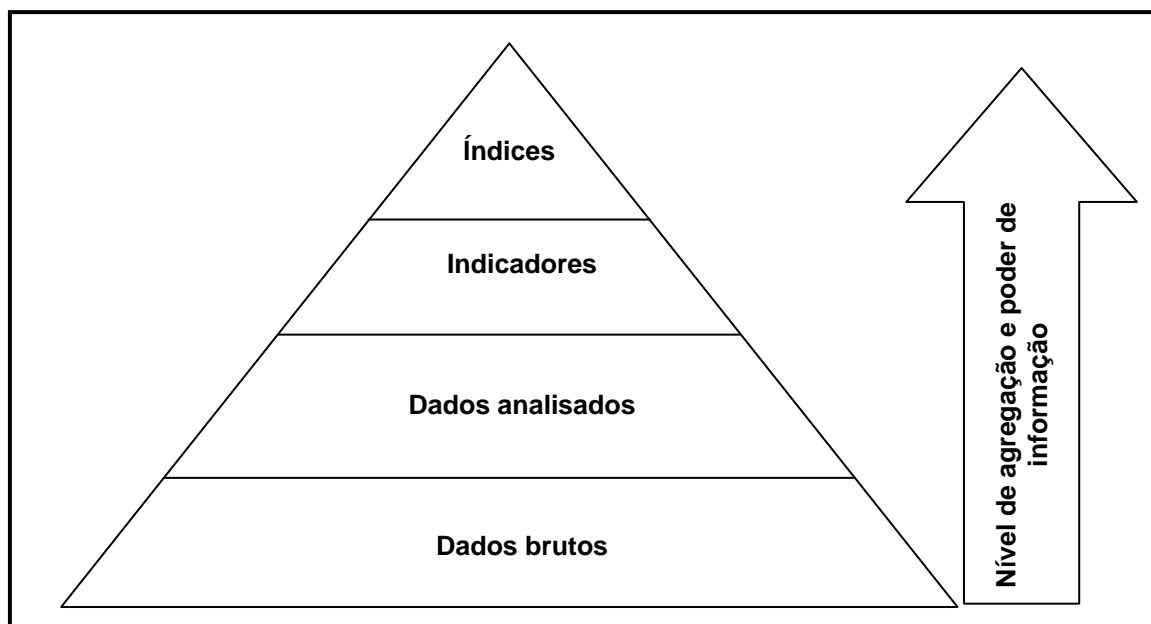 Índices
Indicadores
Dados analisados
Dados brutos
Nível de agregação e poder de
informação